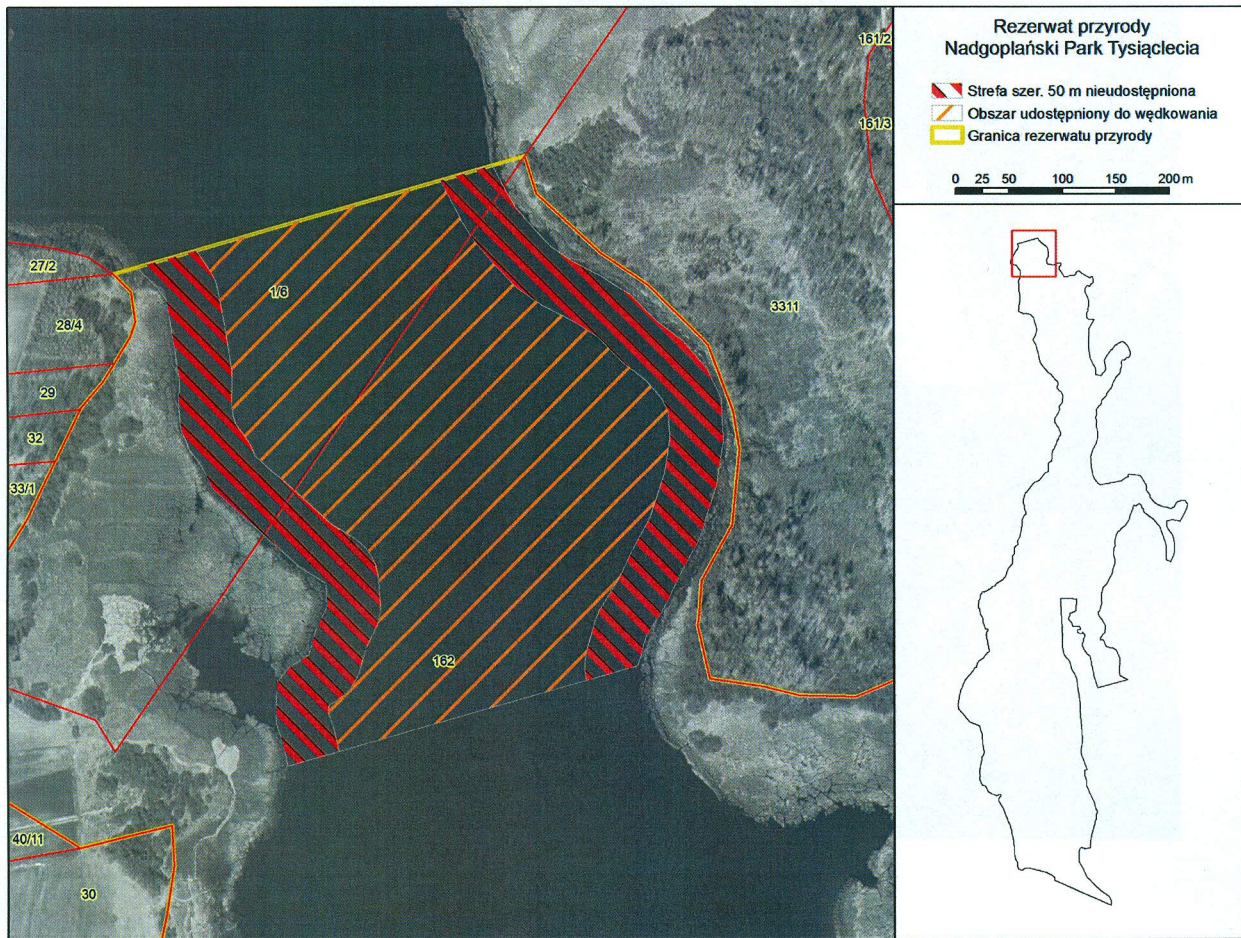 Rezerwat przyrody
Nadgoplański Park Tysiąclecia
Strefa szer. 50 m nieudostępniona
Obszar udostępniony do wędkowania
Granica rezerwatu przyrody
0 25 50 100 150 200 m
161/2
161/3
27/2
1/6
3311
28/4
29
32
33/1
162
40/11
30